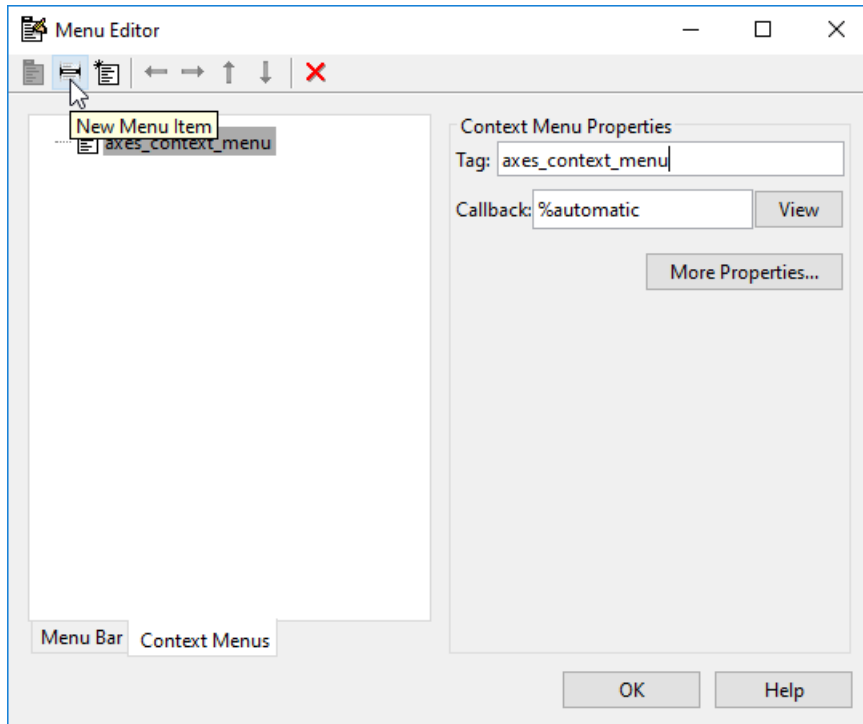 Menu Editor
New Menu Item
axes_context_menu
Context Menu Properties
Tag: axes_context_menu
Callback: %automatic View
More Properties...
Menu Bar Context Menus
OK Help